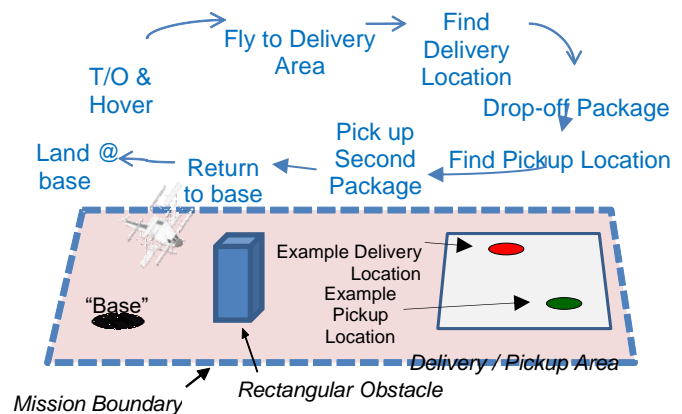 Fly to Delivery
Area
Find
Delivery
Location
T/O &
Hover
Drop-off Package
Pick up
Second
Package
Find Pickup Location
Return
to base
Land @
base
Example Delivery
Location
Example
Pickup
Location
“Base”
Delivery / Pickup Area
Rectangular Obstacle
Mission Boundary